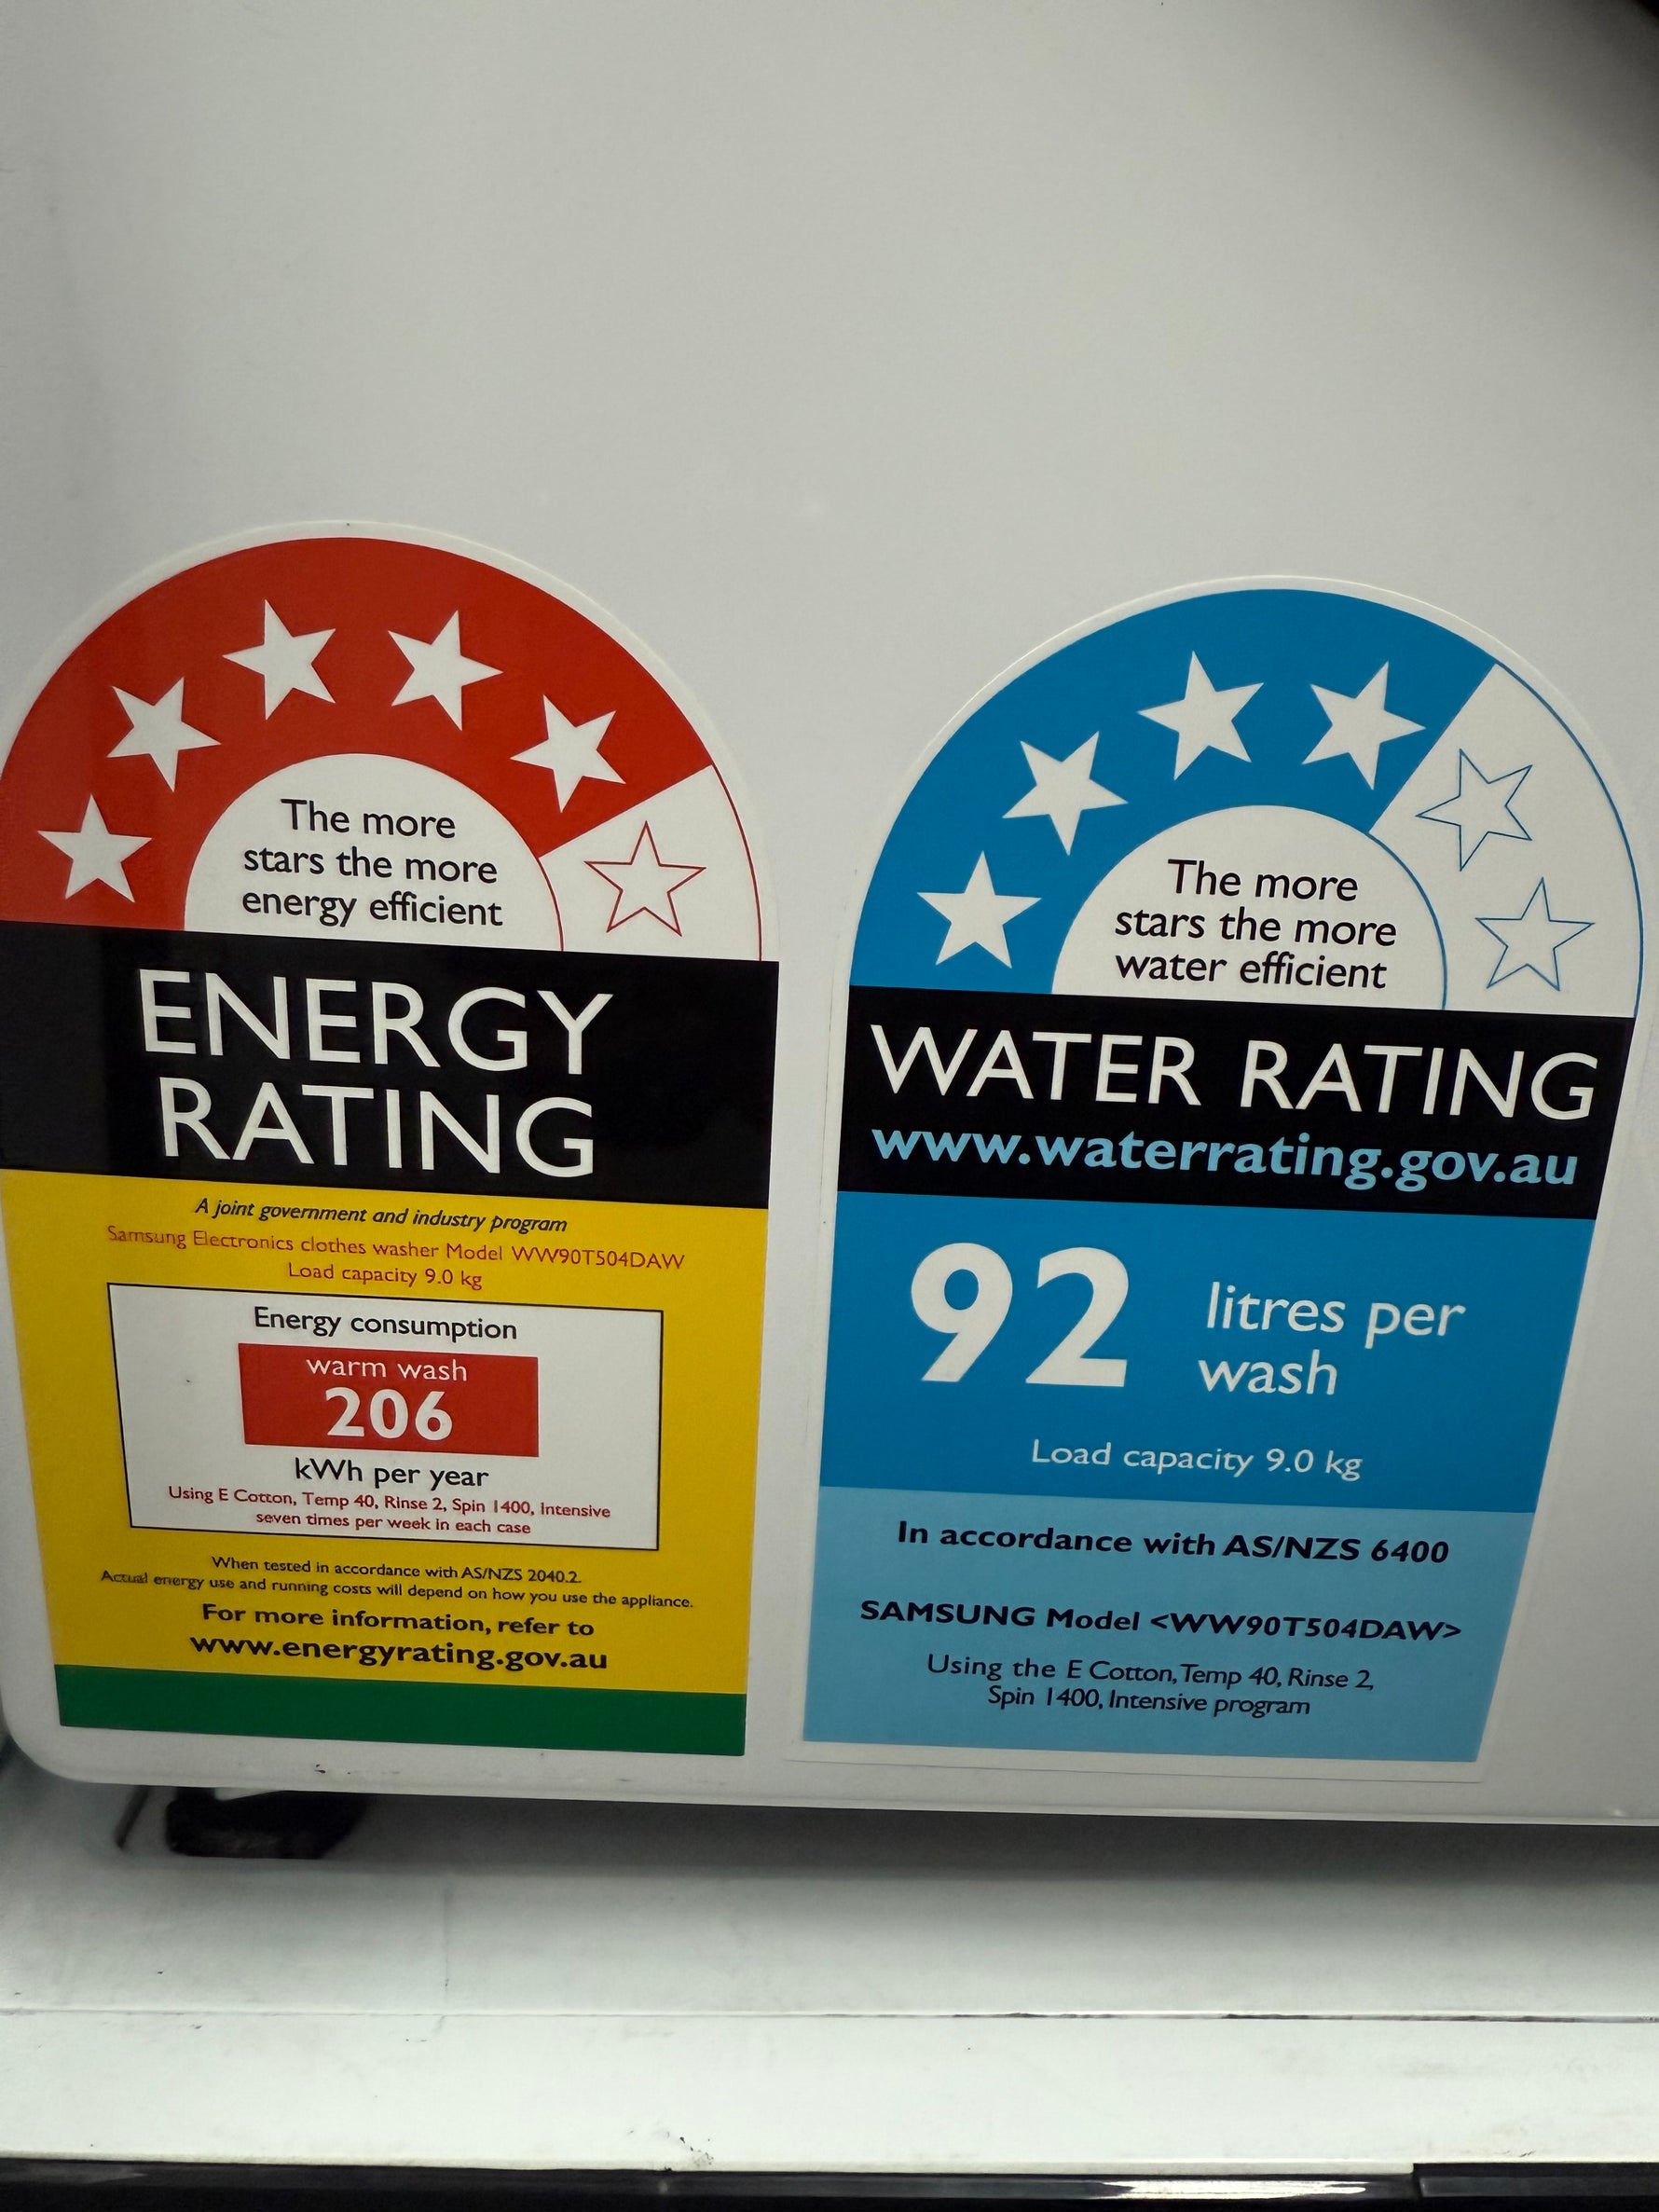 The more
stars the more
energy efficient
ENERGY
RATING
A joint government and industry program
Samsung Electronics clothes washer Model WW90T504DAW
Load capacity 9.0 kg
Energy consumption
warm wash
206
kWh per year
Using E Cotton, Temp 40, Rinse 2, Spin 1400, Intensive
seven times per week in each case
When tested in accordance with AS/NZS 2040.2.
Actual energy use and running costs will depend on how you use the appliance.
For more information, refer to
www.energyrating.gov.au
The more
stars the more
water efficient
WATER RATING
www.waterrating.gov.au
92 litres per
wash
Load capacity 9.0 kg
In accordance with AS/NZS 6400
SAMSUNG Model <WW90T504DAW>
Using the E Cotton, Temp 40, Rinse 2,
Spin 1400, Intensive program